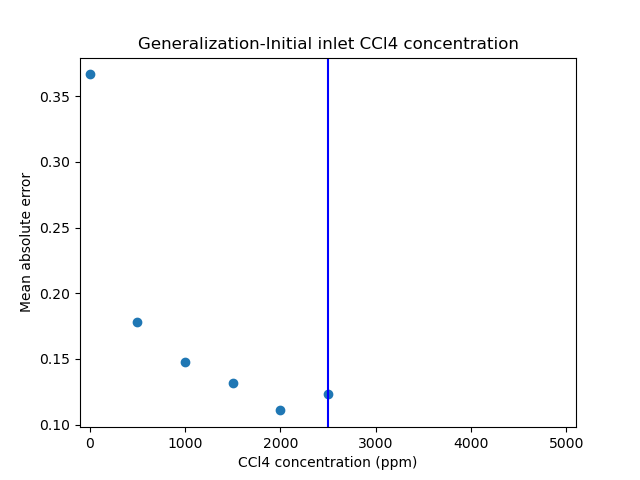 Generalization-Initial inlet CCl4 concentration
Mean absolute error
0.35
0.30
0.25
0.20
0.15
0.10
0 1000 2000 3000 4000 5000
CCl4 concentration (ppm)